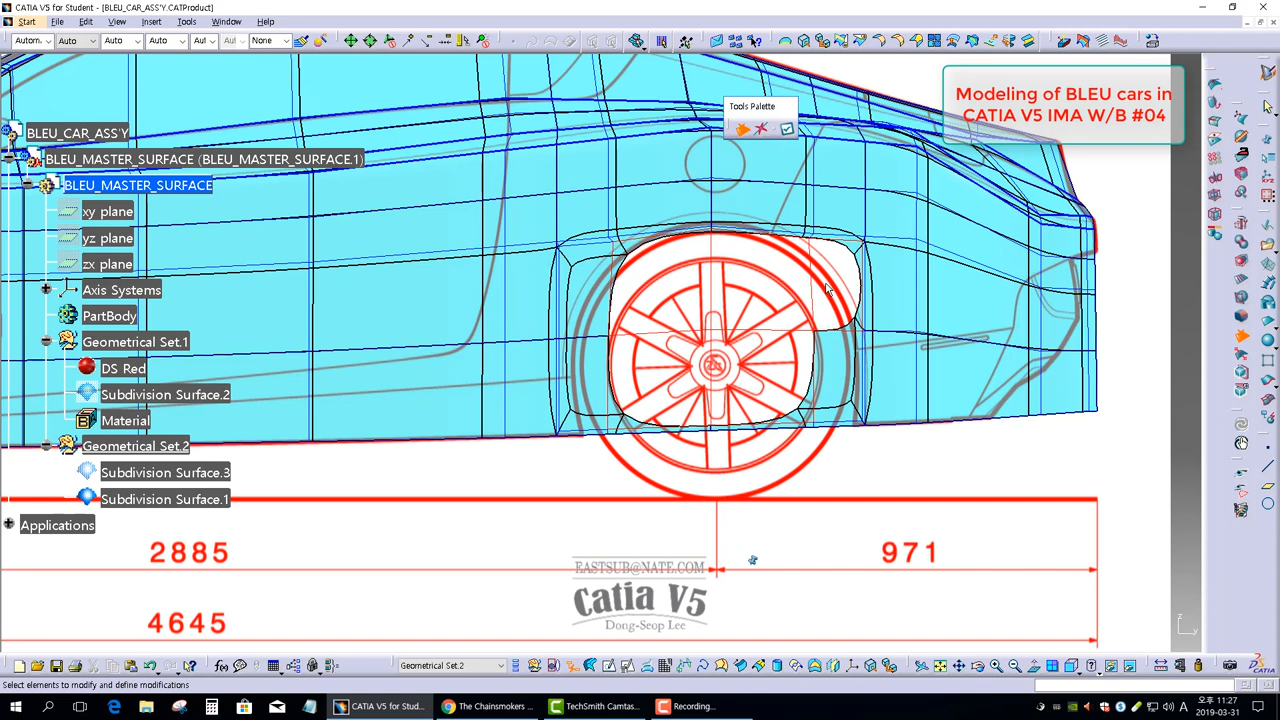 CATIA V5 for Student - [BLEU_CAR_ASS'Y.CATProduct]
Start File Edit View Insert Tools Window Help
Autom. Auto Auto Auto Aut Aut None
Modeling of BLEU cars in
CATIA V5 IMA W/B #04
Tools Palette
BLEU_CAR_ASS'Y
BLEU_MASTER_SURFACE (BLEU_MASTER_SURFACE.1)
BLEU_MASTER_SURFACE
xy plane
yz plane
zx plane
Axis Systems
PartBody
Geometrical Set.1
DS Red
Subdivision Surface.2
Material
Geometrical Set.2
Subdivision Surface.3
Subdivision Surface.1
Applications
2885
971
EASTSUB@NATE.COM
Catia V5
Dong-Seop Lee
4645
z
Geometrical Set.2
CATIA
Select elements to modify and define modifications
CATIA V5 for Stud...
The Chainsmokers ...
TechSmith Camtas...
Recording...
A
오후 11:27
2019-03-31